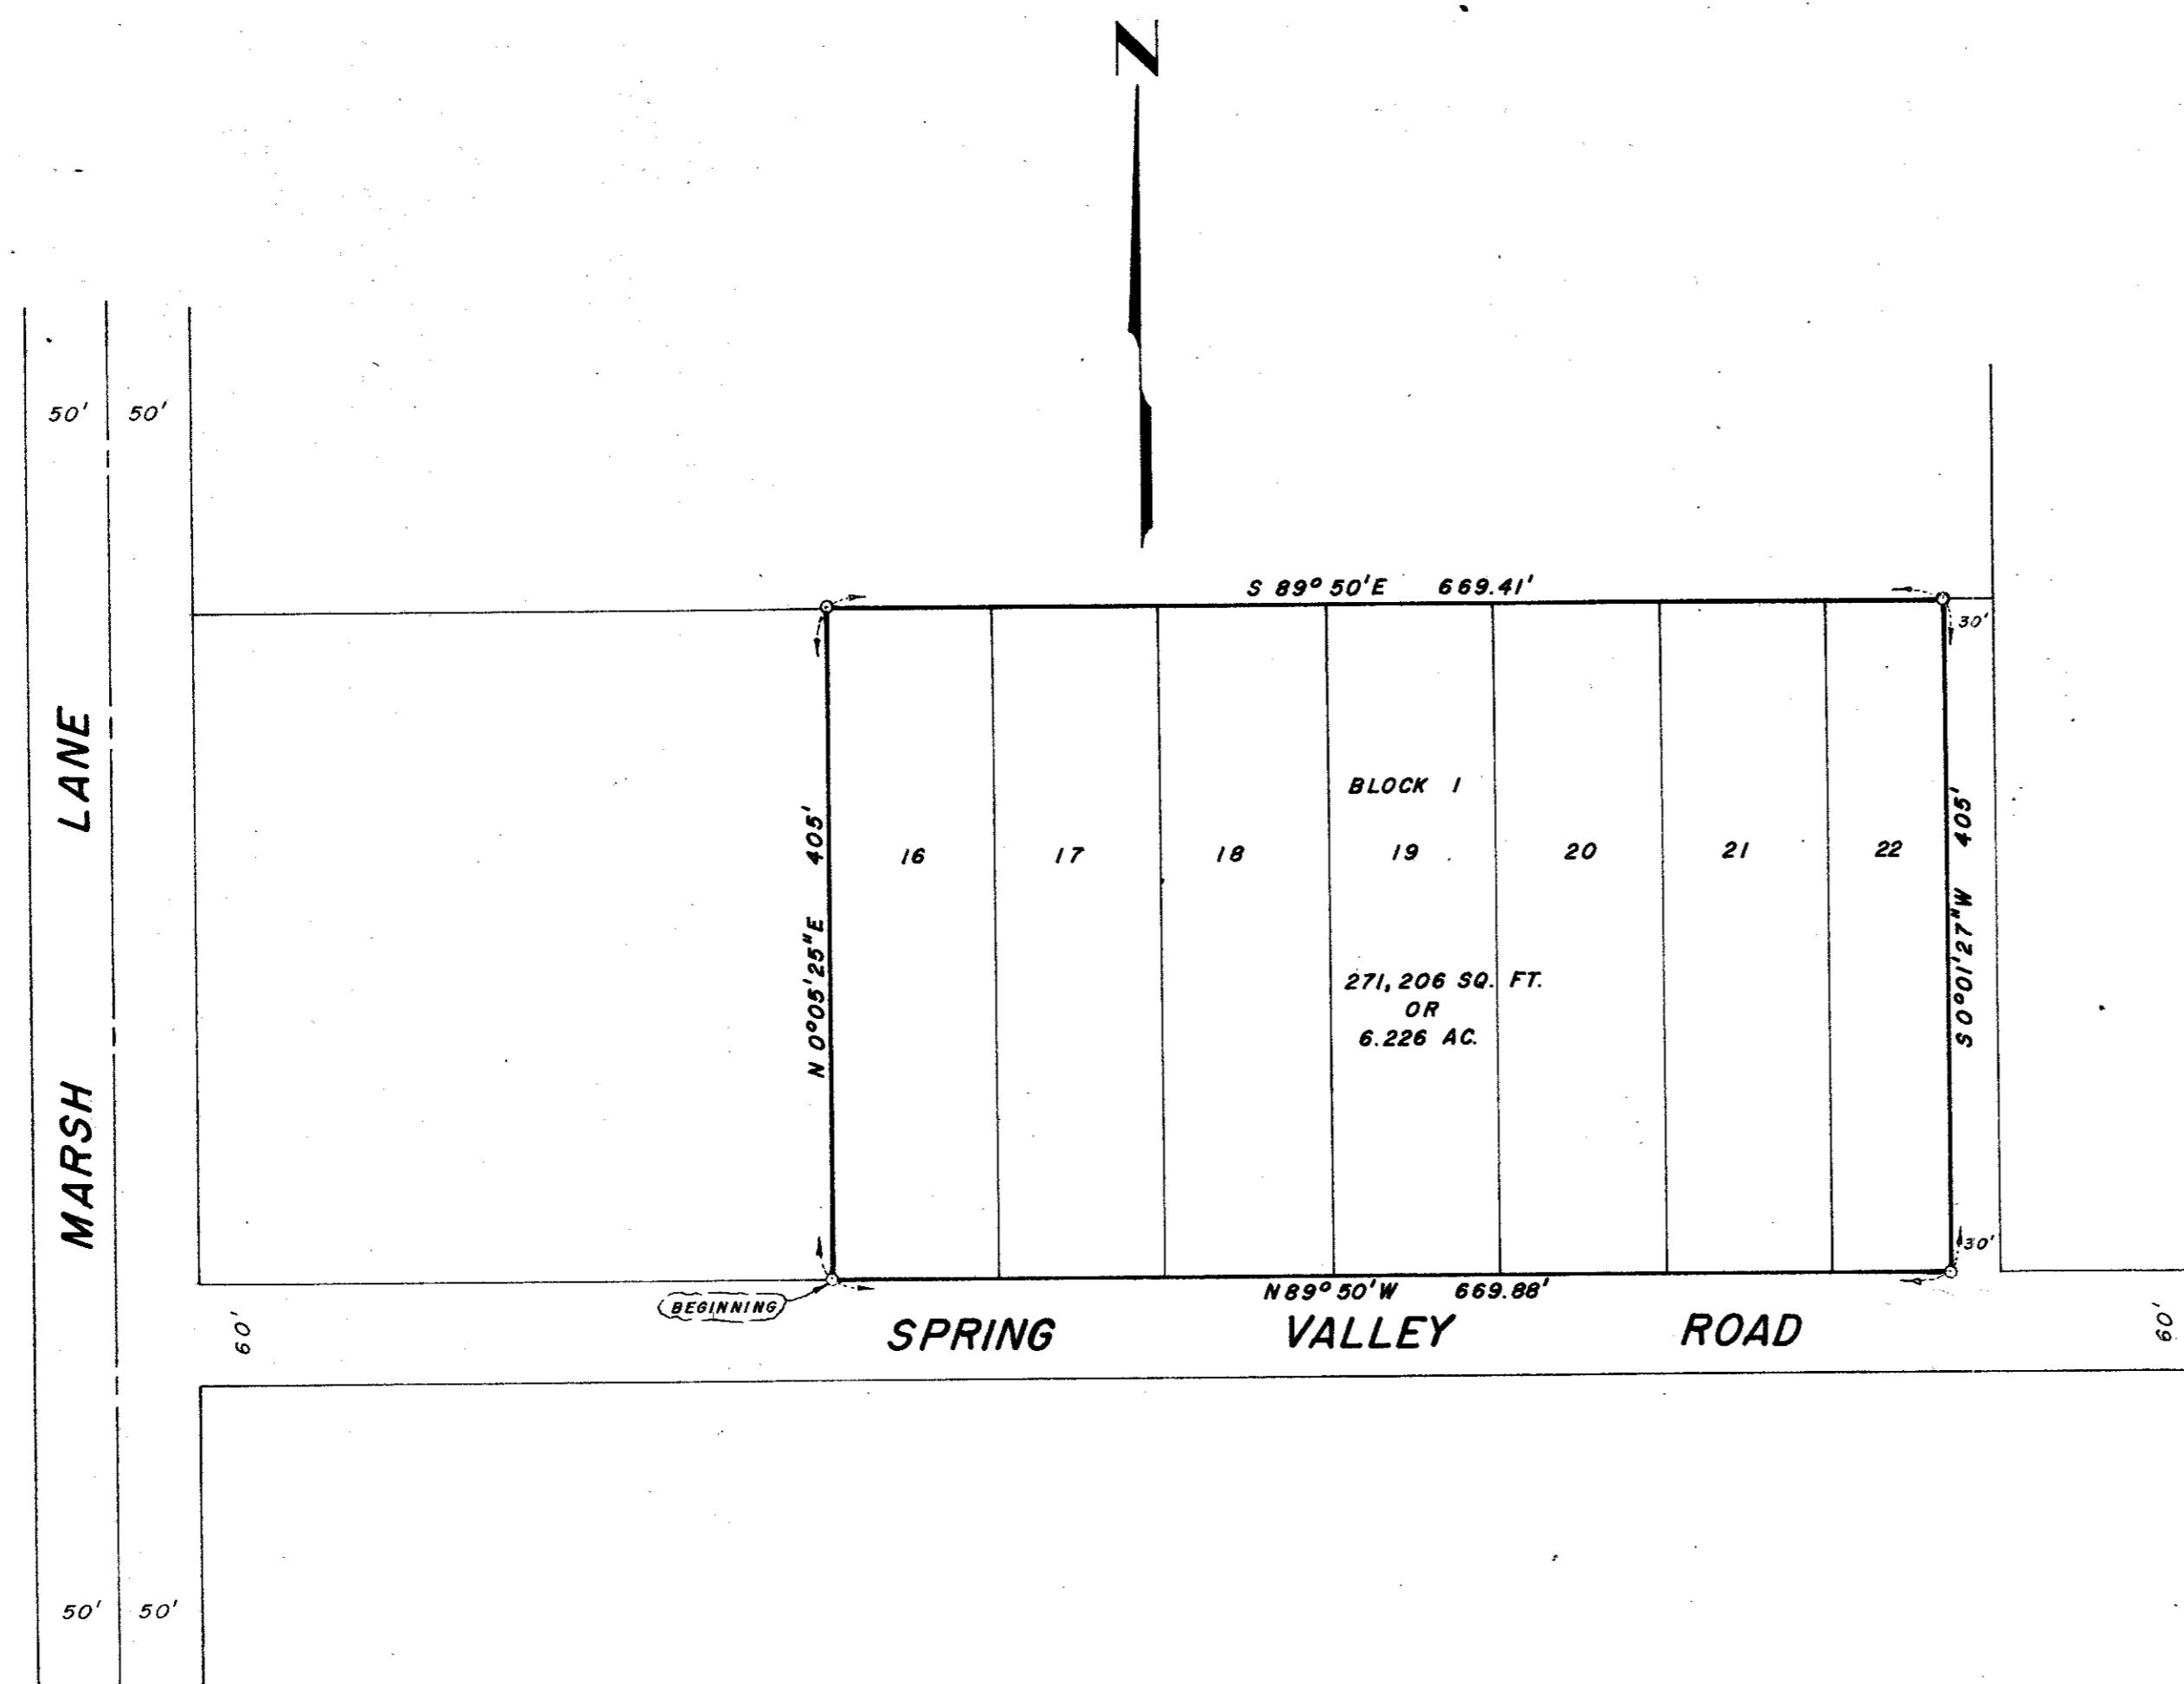 N
50' 50'
S 89° 50' E 669.41'
30'
MARSH LANE
N 0° 05' 25" E 405'
BLOCK 1
16 17 18 19 20 21 22
S 0° 01' 27" W 405'
271,206 SQ. FT.
OR
6.226 AC.
30'
BEGINNING
N 89° 50' W 669.88'
60'
SPRING VALLEY ROAD
60'
50' 50'